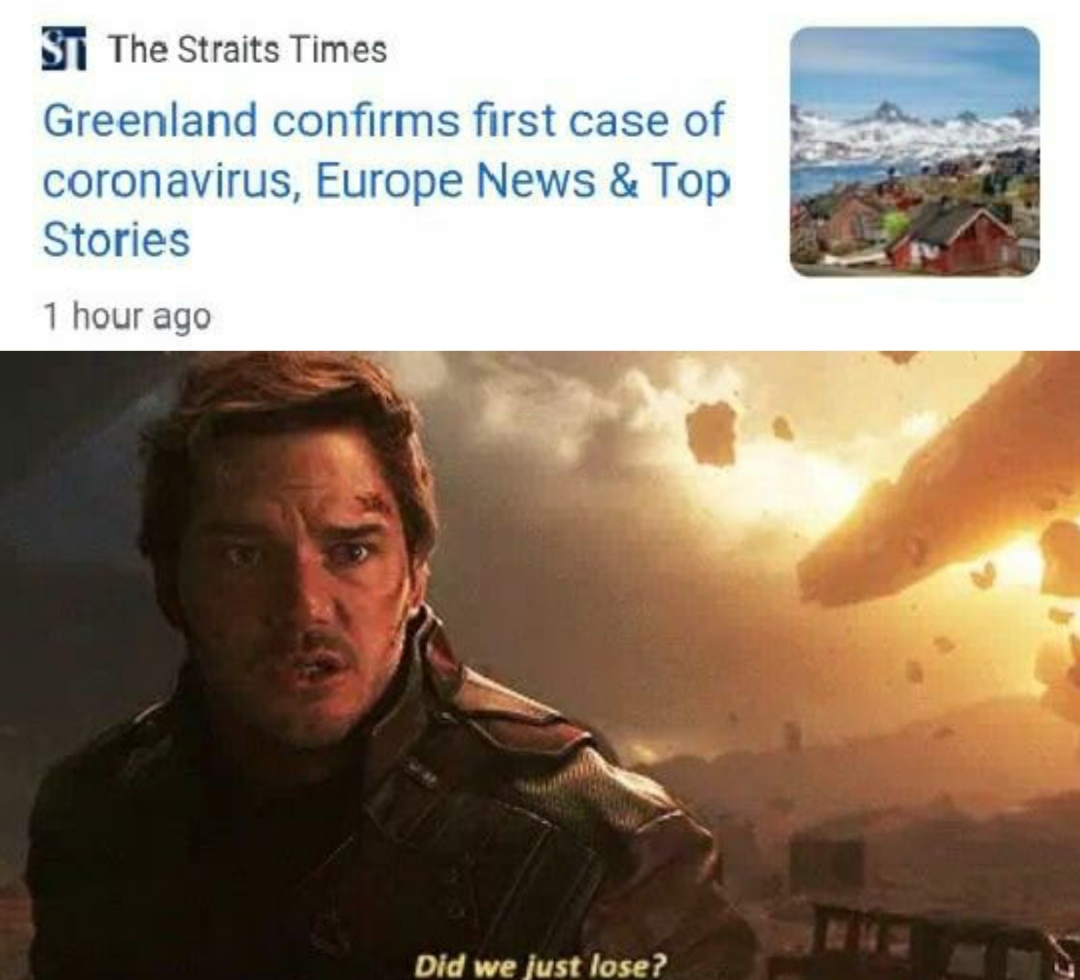 ST The Straits Times
Greenland confirms first case of
coronavirus, Europe News & Top
Stories
1 hour ago
Did we just lose?